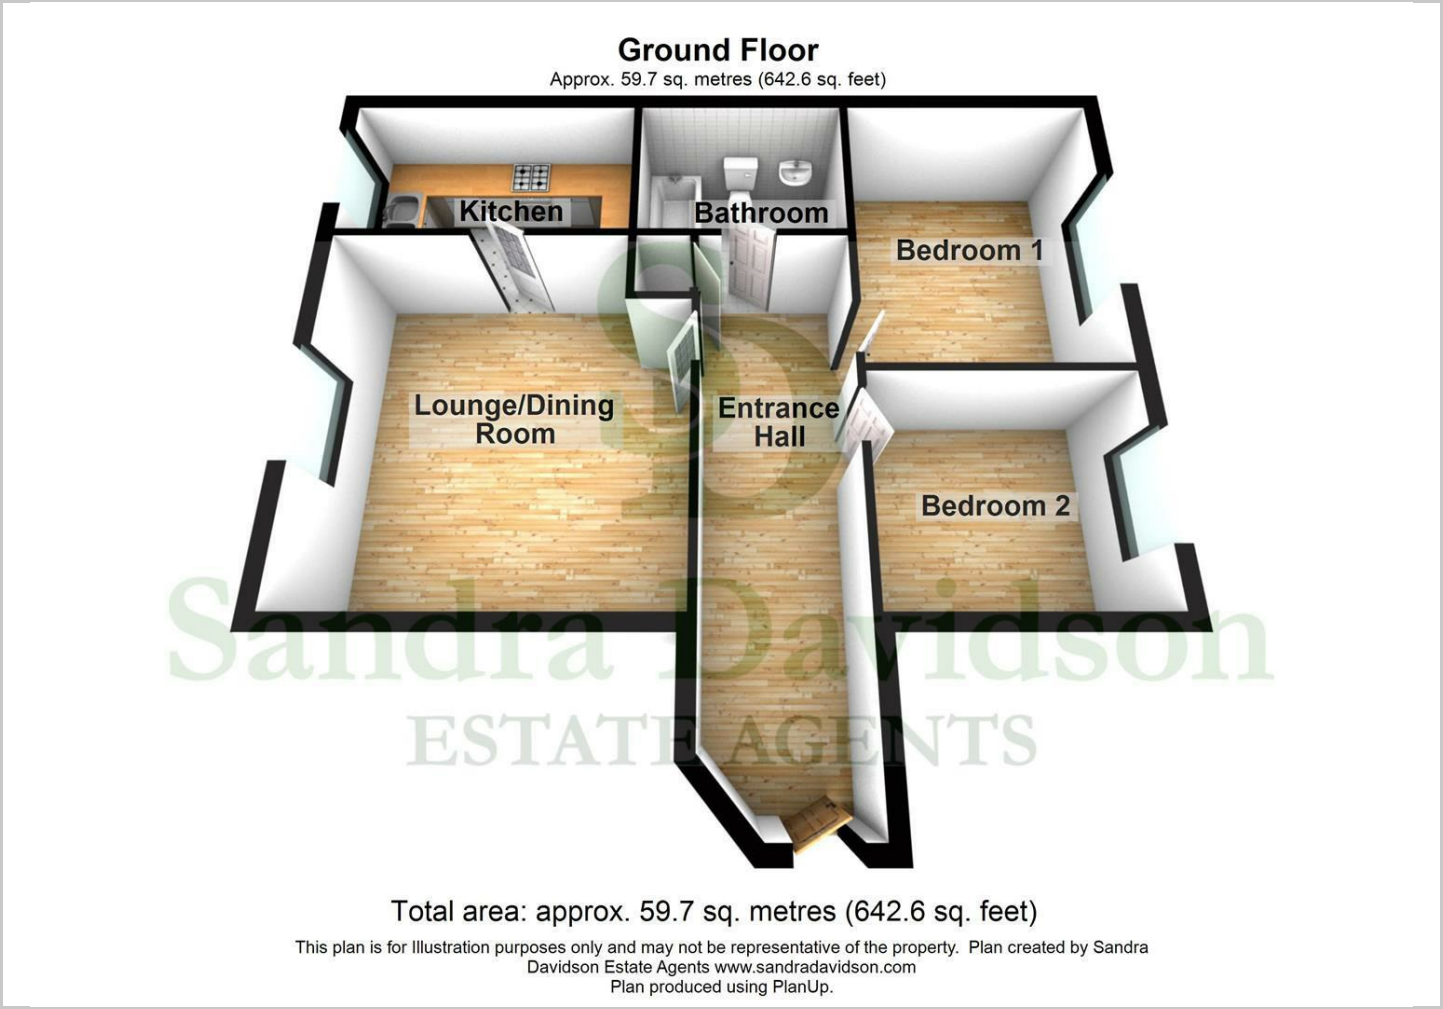 Ground Floor
Approx. 59.7 sq. metres (642.6 sq. feet)
Kitchen
Bathroom
Bedroom 1
Lounge/Dining
Room
Entrance
Hall
Bedroom 2
SD
Sandra Davidson
ESTATE AGENTS
Total area: approx. 59.7 sq. metres (642.6 sq. feet)
This plan is for Illustration purposes only and may not be representative of the property.  Plan created by Sandra
Davidson Estate Agents www.sandradavidson.com
Plan produced using PlanUp.